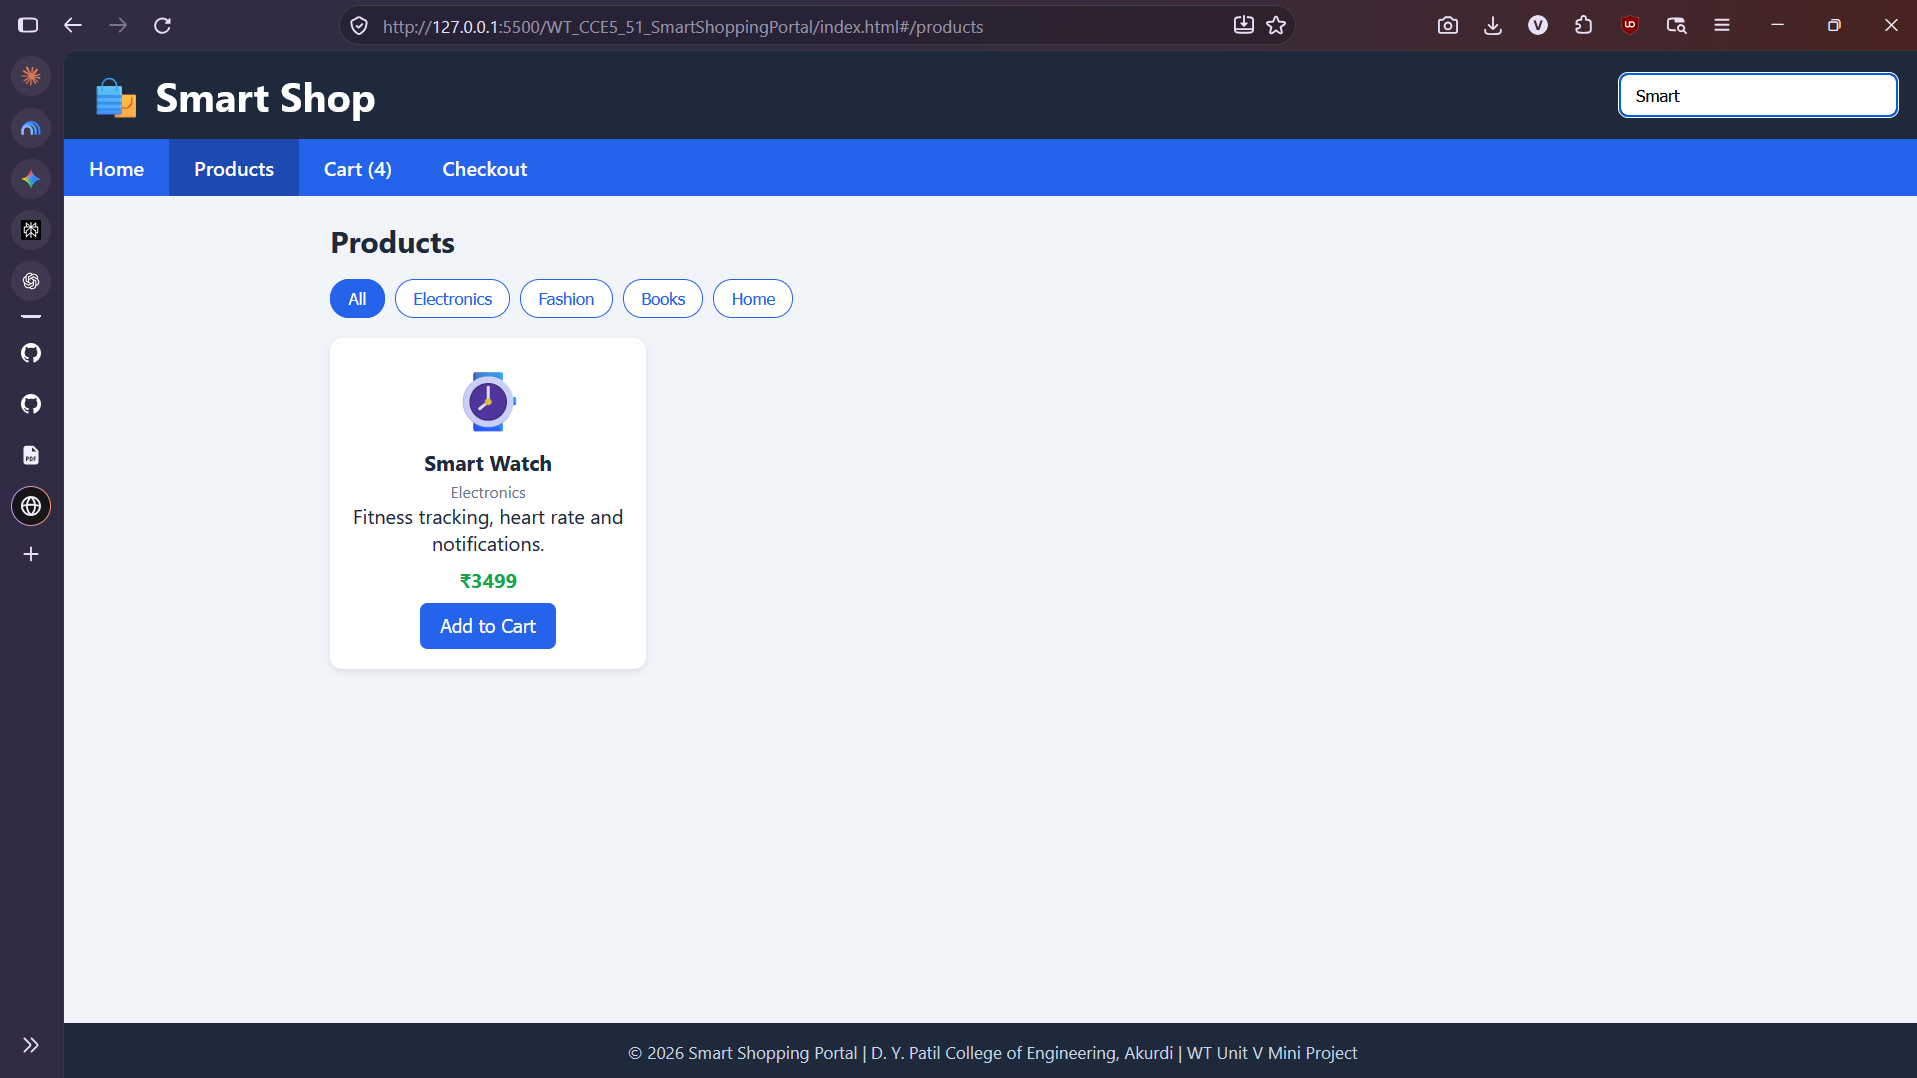 http://127.0.0.1:5500/WT_CCE5_51_SmartShoppingPortal/index.html#/products
V
Smart Shop
Smart
Home
Products
Cart (4)
Checkout
Products
All
Electronics
Fashion
Books
Home
Smart Watch
Electronics
Fitness tracking, heart rate and
notifications.
₹3499
Add to Cart
PDF
© 2026 Smart Shopping Portal | D. Y. Patil College of Engineering, Akurdi | WT Unit V Mini Project